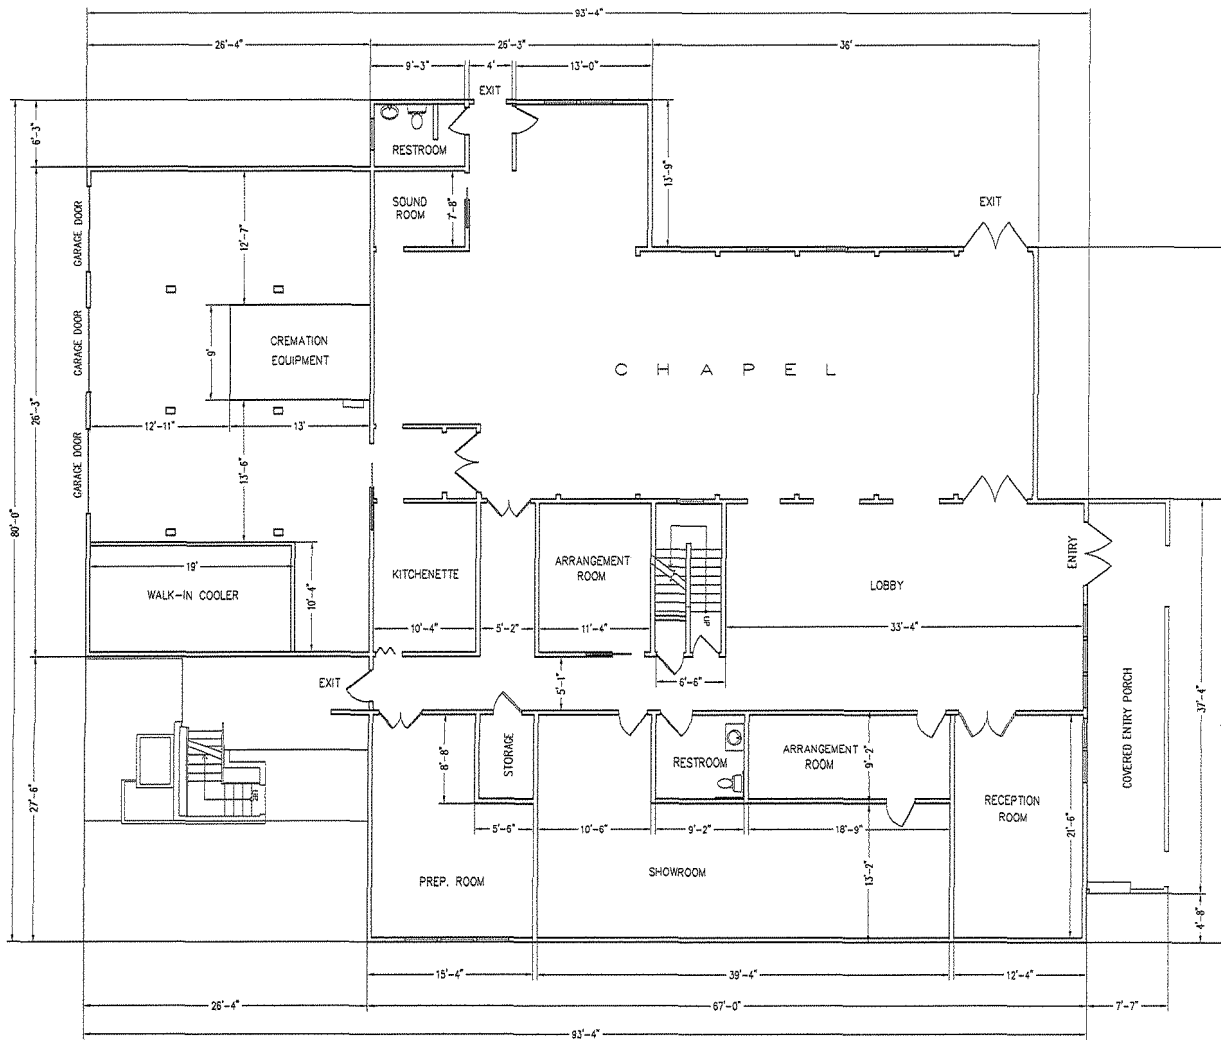 93'-4"
26'-4"
26'-3"
36'
9'-3"
4'
13'-0"
EXIT
6'-3"
RESTROOM
13'-9"
SOUND
ROOM
7'-8"
EXIT
GARAGE DOOR
12'-7"
CREMATION
EQUIPMENT
9'
GARAGE DOOR
CHAPEL
26'-3"
12'-11"
13'
GARAGE DOOR
13'-6"
80'-0"
19'
WALK-IN COOLER
10'-4"
KITCHENETTE
ARRANGEMENT
ROOM
UP
LOBBY
ENTRY
10'-4"
5'-2"
11'-4"
33'-4"
EXIT
5'-1"
6'-6"
COVERED ENTRY PORCH
37'-4"
27'-6"
8'-8"
STORAGE
RESTROOM
ARRANGEMENT
ROOM
9'-2"
RECEPTION
ROOM
21'-6"
5'-6"
10'-6"
9'-2"
18'-9"
PREP. ROOM
SHOWROOM
13'-2"
4'-8"
15'-4"
39'-4"
12'-4"
26'-4"
67'-0"
7'-7"
93'-4"